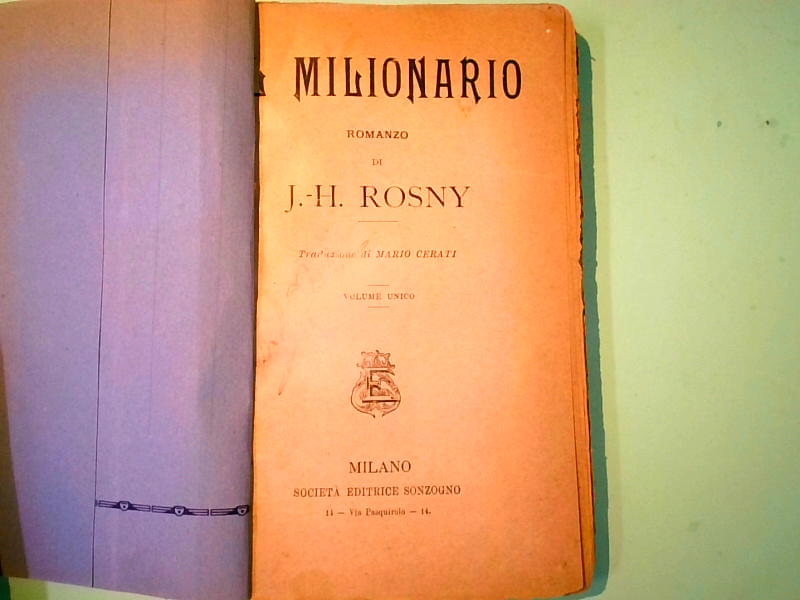 MILIONARIO
ROMANZO
DI
J.-H. ROSNY
Traduzione di MARIO CERATI
VOLUME UNICO
E
MILANO
SOCIETÀ EDITRICE SONZOGNO
14 — Via Pasquirolo — 14.